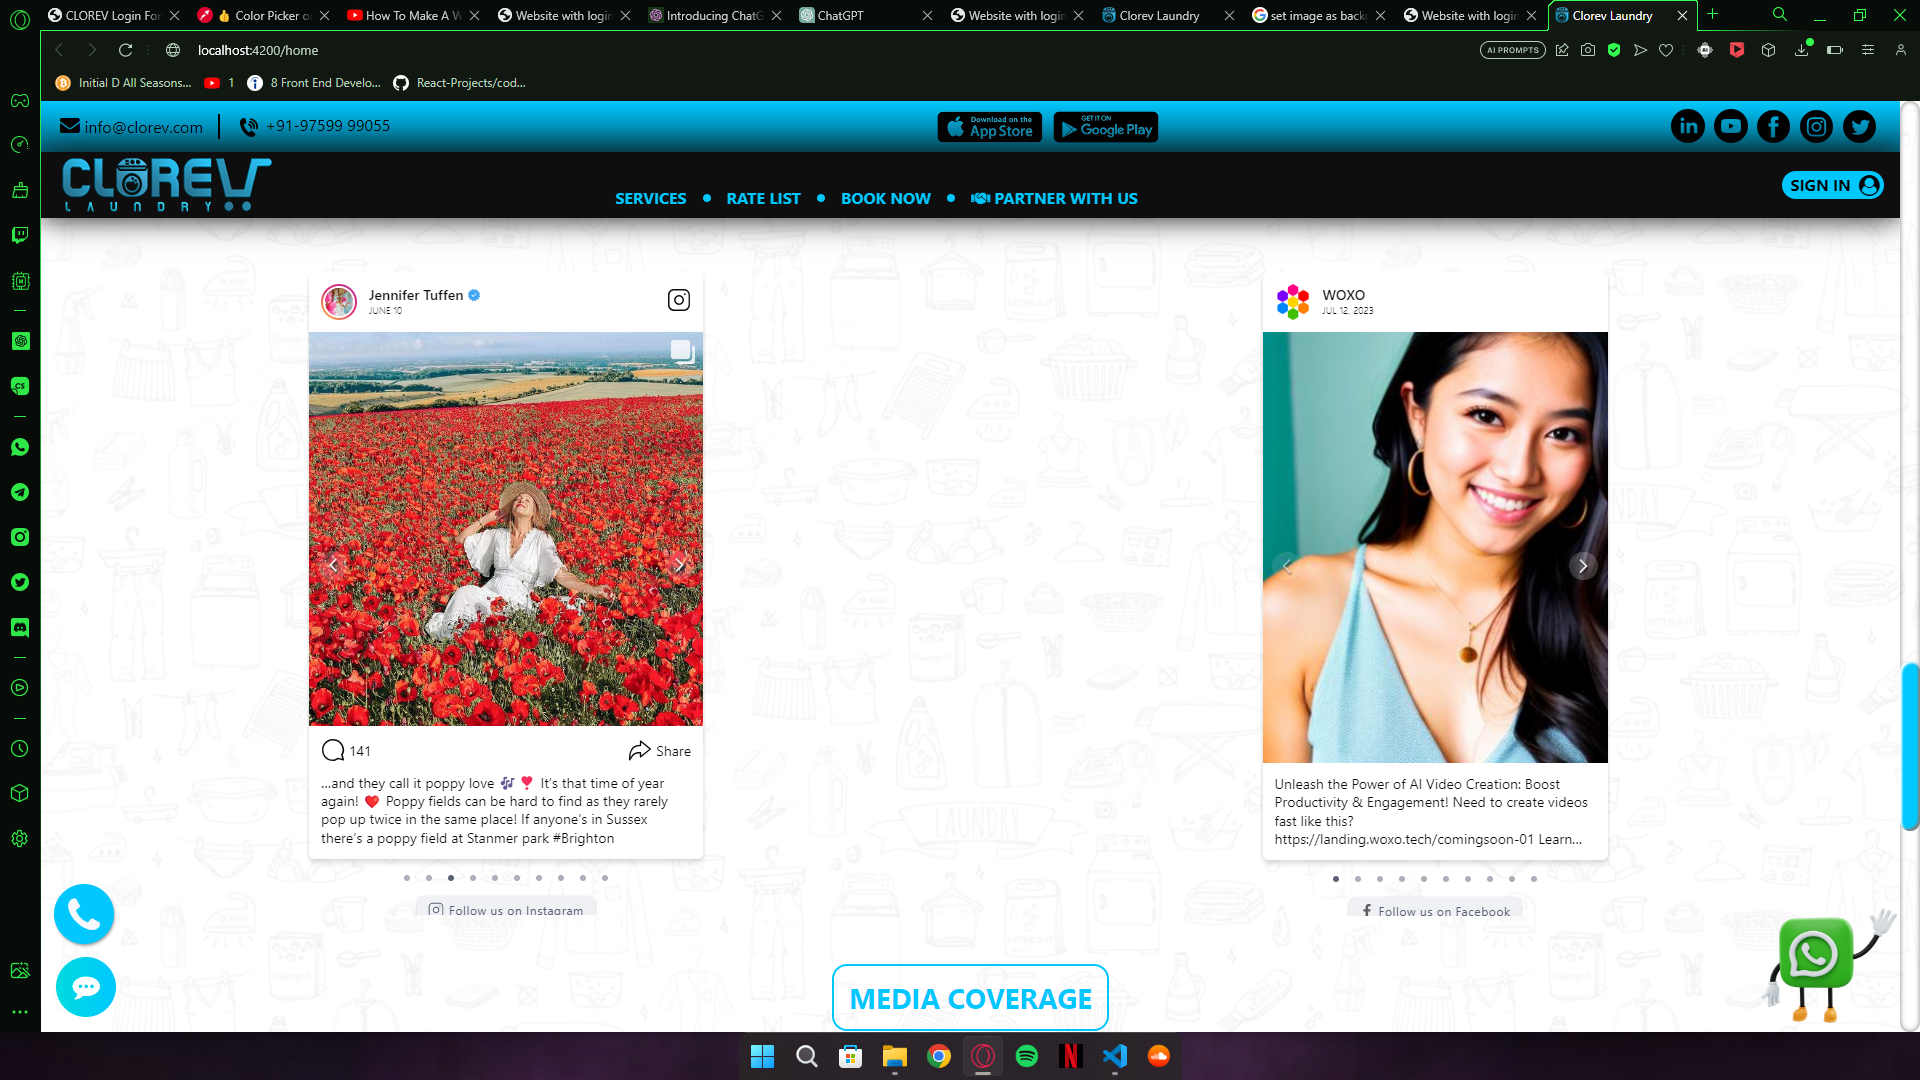 CLOREV Login For
👍 Color Picker o
How To Make A W
Website with login
Introducing ChatG
ChatGPT
Website with login
Clorev Laundry
set image as back
Website with login
Clorev Laundry
localhost:4200/home
AI PROMPTS
Initial D All Seasons...
1
8 Front End Develo...
React-Projects/cod...
info@clorev.com
+91-97599 99055
Download on the
App Store
GET IT ON
Google Play
CLOREV
LAUNDRY
SERVICES
RATE LIST
BOOK NOW
PARTNER WITH US
SIGN IN
Jennifer Tuffen
JUNE 10
141
Share
...and they call it poppy love 🎶 ❣️ It's that time of year
again! ❤️ Poppy fields can be hard to find as they rarely
pop up twice in the same place! If anyone's in Sussex
there's a poppy field at Stanmer park #Brighton
Follow us on Instagram
WOXO
JUL 12, 2023
Unleash the Power of AI Video Creation: Boost
Productivity & Engagement! Need to create videos
fast like this?
https://landing.woxo.tech/comingsoon-01 Learn...
Follow us on Facebook
LAUNDRY
MEDIA COVERAGE